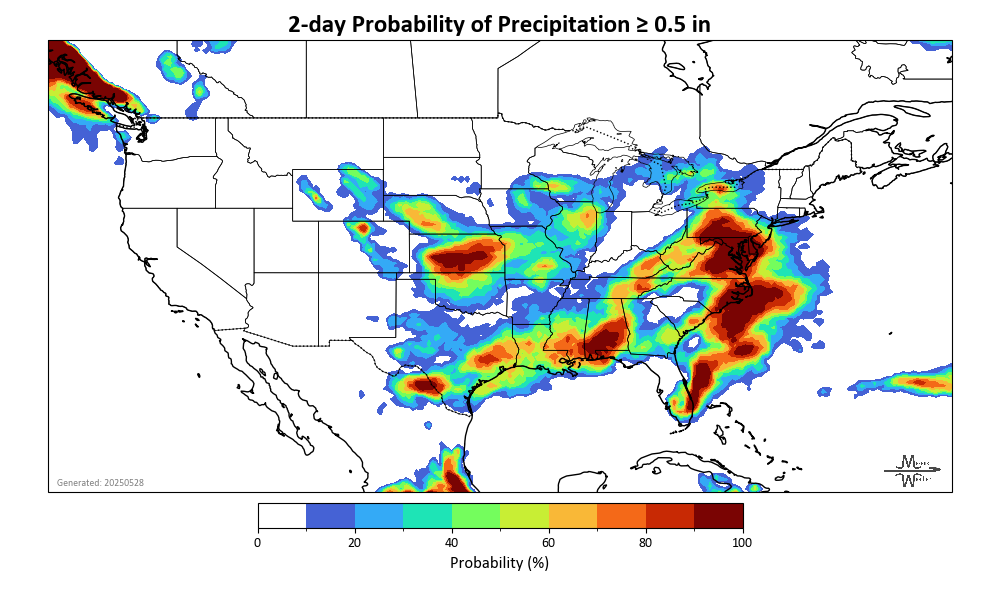 2-day Probability of Precipitation ≥ 0.5 in
Generated: 20250528
0 20 40 60 80 100
Probability (%)